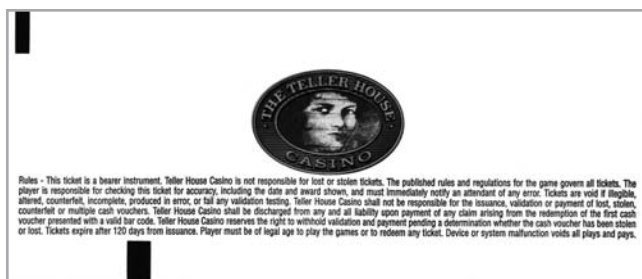 THE TELLER HOUSE
CASINO
Rules - This ticket is a bearer instrument. Teller House Casino is not responsible for lost or stolen tickets. The published rules and regulations for the game govern all tickets. The
player is responsible for checking this ticket for accuracy, including the date and award shown, and must immediately notify an attendant of any error. Tickets are void if illegible,
altered, counterfeit, incomplete, produced in error, or fail any validation testing. Teller House Casino shall not be responsible for the issuance, validation or payment of lost, stolen,
counterfeit or multiple cash vouchers. Teller House Casino shall be discharged from any and all liability upon payment of any claim arising from the redemption of the first cash
voucher presented with a valid bar code. Teller House Casino reserves the right to withhold validation and payment pending a determination whether the cash voucher has been stolen
or lost. Tickets expire after 120 days from issuance. Player must be of legal age to play the games or to redeem any ticket. Device or system malfunction voids all plays and pays.